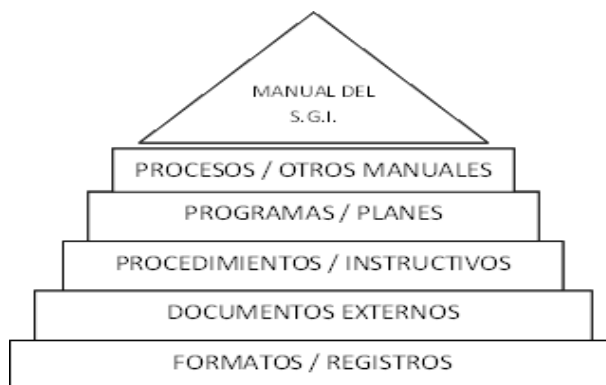 MANUAL DEL
S.G.I.
PROCESOS / OTROS MANUALES
PROGRAMAS / PLANES
PROCEDIMIENTOS / INSTRUCTIVOS
DOCUMENTOS EXTERNOS
FORMATOS / REGISTROS